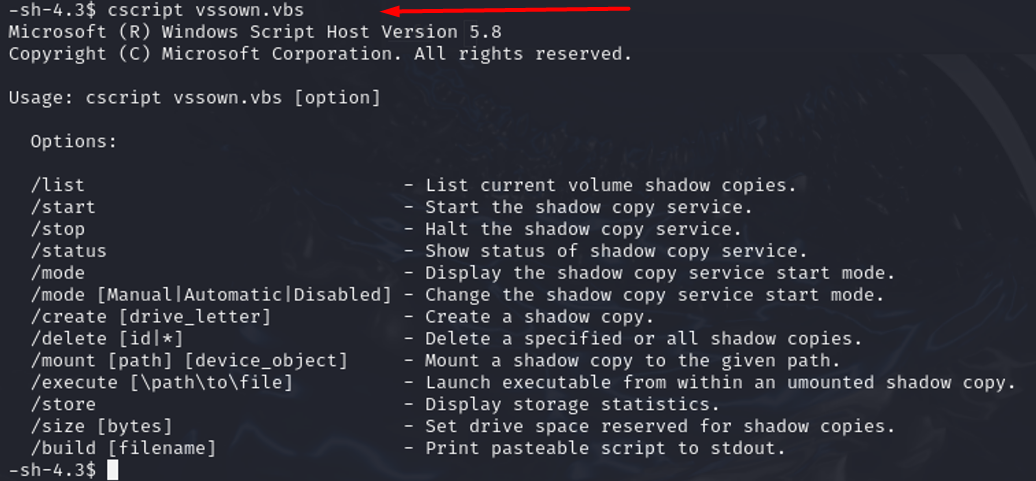 -sh-4.3$ cscript vssown.vbs
Microsoft (R) Windows Script Host Version 5.8
Copyright (C) Microsoft Corporation. All rights reserved.
Usage: cscript vssown.vbs [option]
Options:
/list - List current volume shadow copies.
/start - Start the shadow copy service.
/stop - Halt the shadow copy service.
/status - Show status of shadow copy service.
/mode - Display the shadow copy service start mode.
/mode [Manual|Automatic|Disabled] - Change the shadow copy service start mode.
/create [drive_letter] - Create a shadow copy.
/delete [id|*] - Delete a specified or all shadow copies.
/mount [path] [device_object] - Mount a shadow copy to the given path.
/execute [\path\to\file] - Launch executable from within an umounted shadow copy.
/store - Display storage statistics.
/size [bytes] - Set drive space reserved for shadow copies.
/build [filename] - Print pasteable script to stdout.
-sh-4.3$